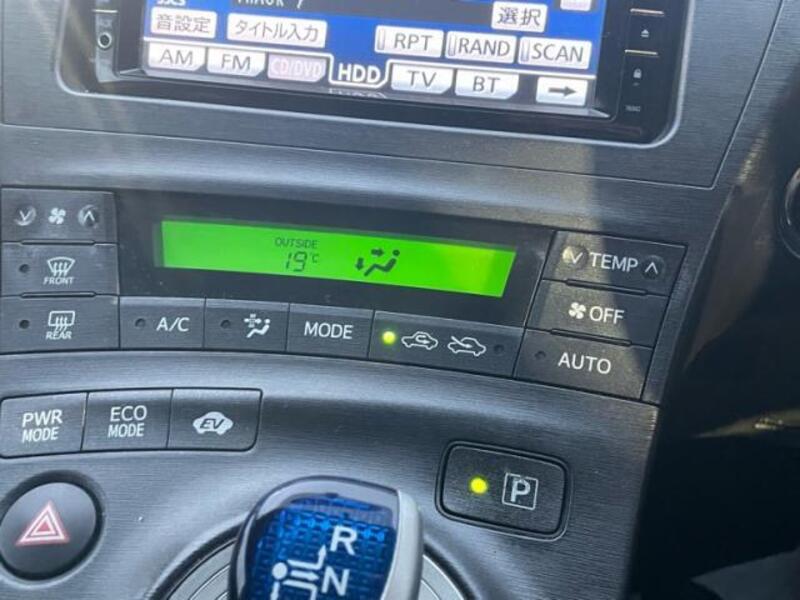 選択
音設定 タイトル入力
RPT RAND SCAN
AM FM CD/DVD HDD TV BT
AUX
OUTSIDE
19°C
TEMP
FRONT
OFF
REAR
A/C
MODE
AUTO
PWR
MODE
ECO
MODE
EV
P
R
N